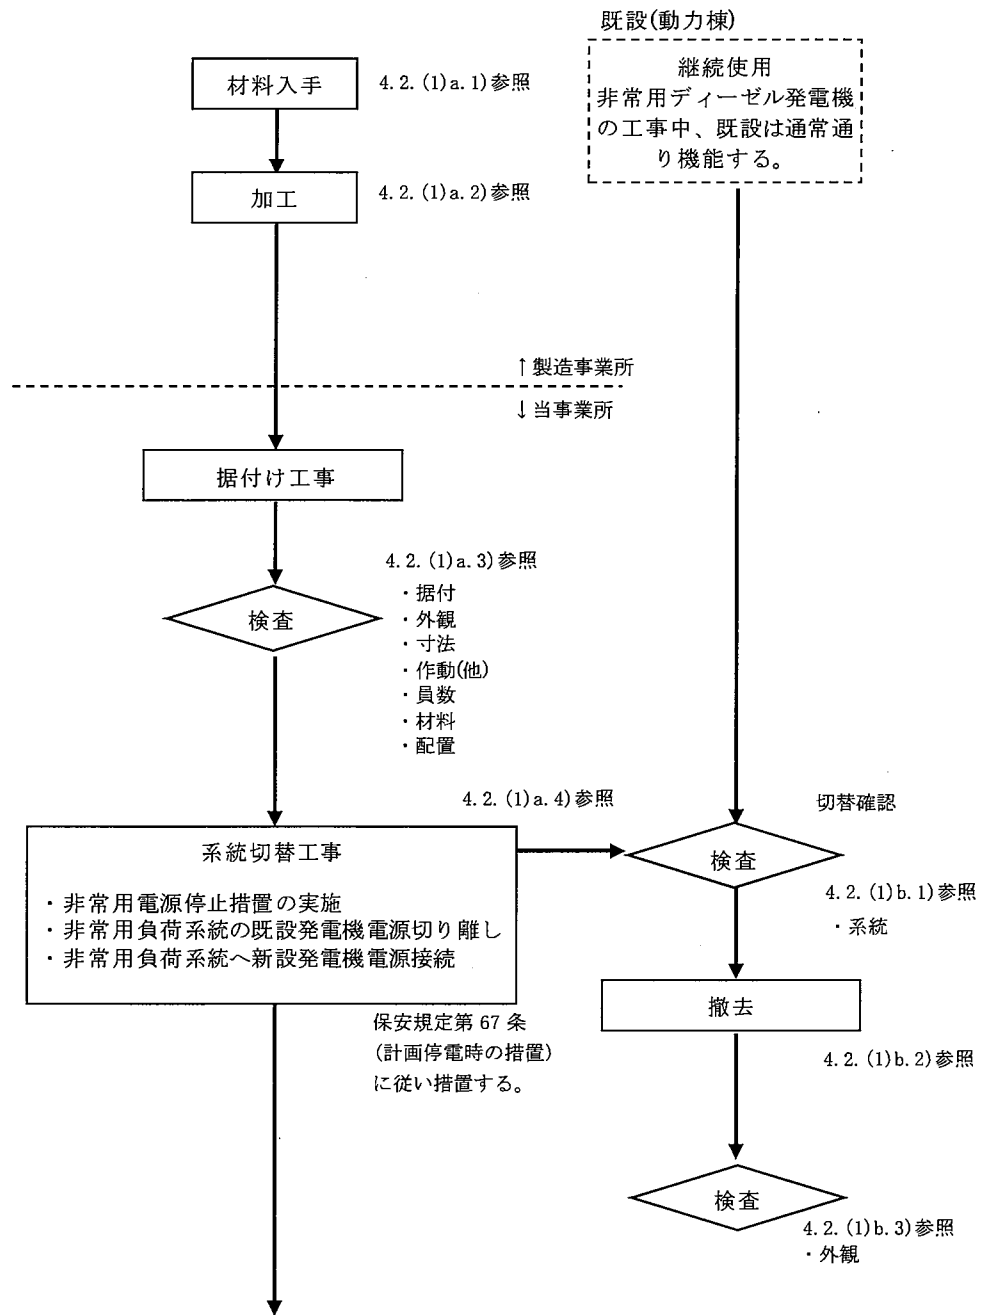 既設(動力棟)
継続使用
非常用ディーゼル発電機
の工事中、既設は通常通
り機能する。
材料入手
4.2.(1)a.1)参照
加工
4.2.(1)a.2)参照
↑製造事業所
↓当事業所
据付け工事
4.2.(1)a.3)参照
・据付
・外観
・寸法
・作動(他)
・員数
・材料
・配置
検査
4.2.(1)a.4)参照
系統切替工事
・非常用電源停止措置の実施
・非常用負荷系統の既設発電機電源切り離し
・非常用負荷系統へ新設発電機電源接続
保安規定第 67 条
(計画停電時の措置)
に従い措置する。
切替確認
検査
4.2.(1)b.1)参照
・系統
撤去
4.2.(1)b.2)参照
検査
4.2.(1)b.3)参照
・外観